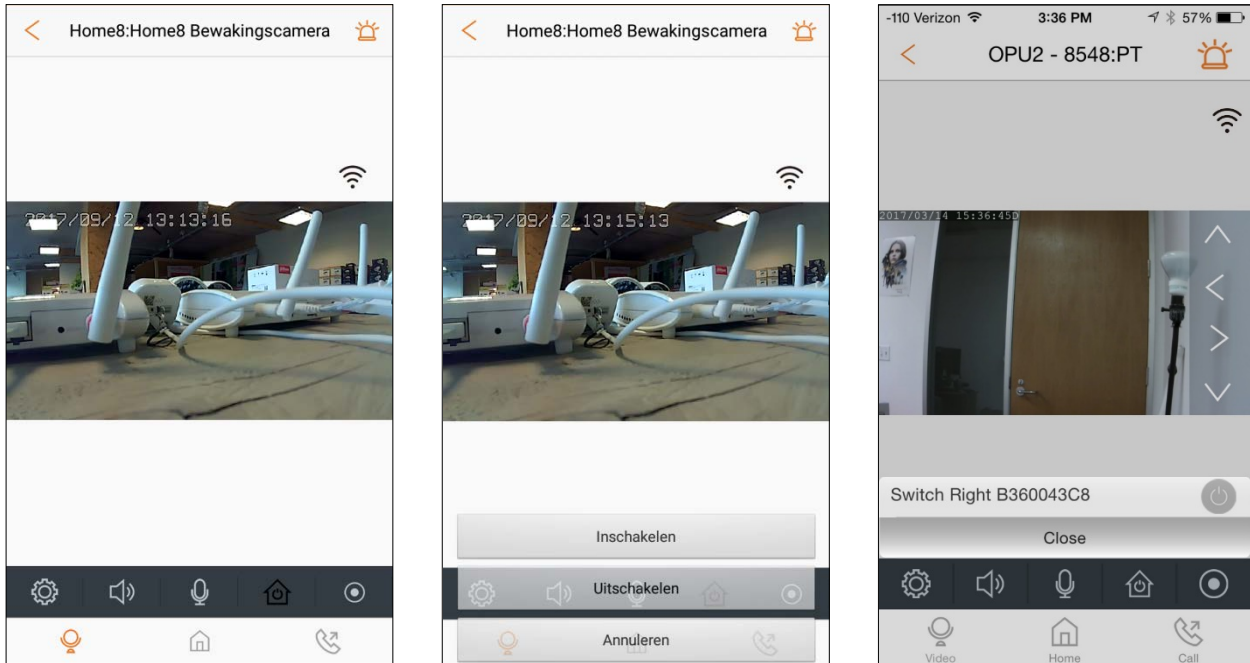 Home8:Home8 Bewakingscamera
2017/09/12 13:13:16
Home8:Home8 Bewakingscamera
2017/09/12 13:15:13
Inschakelen
Uitschakelen
Annuleren
-110 Verizon
3:36 PM
57%
OPU2 - 8548:PT
2017/03/14 15:36:45D
Switch Right B360043C8
Close
Video
Home
Call